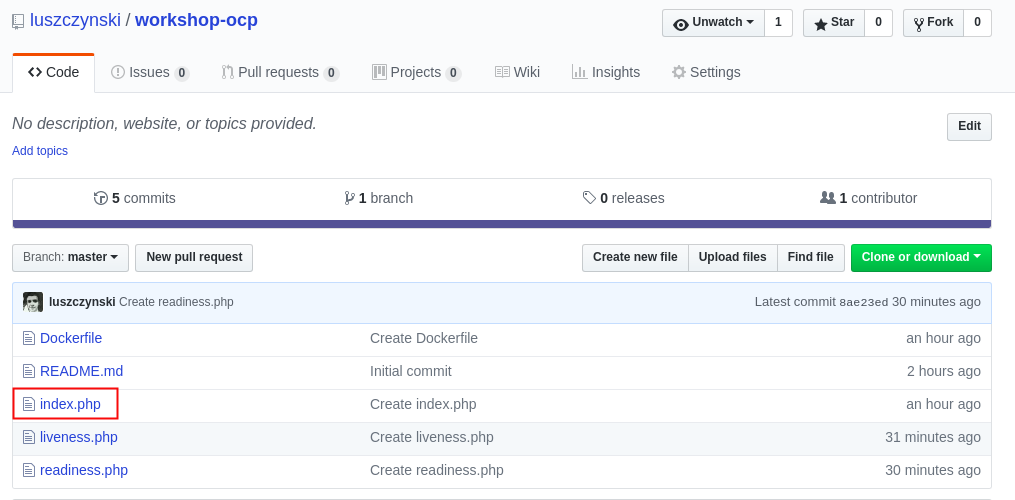 luszczynski / workshop-ocp
Unwatch 1 Star 0 Fork 0
Code Issues 0 Pull requests 0 Projects 0 Wiki Insights Settings
No description, website, or topics provided.
Edit
Add topics
5 commits 1 branch 0 releases 1 contributor
Branch: master New pull request Create new file Upload files Find file Clone or download
luszczynski Create readiness.php Latest commit 8ae23ed 30 minutes ago
Dockerfile Create Dockerfile an hour ago
README.md Initial commit 2 hours ago
index.php Create index.php an hour ago
liveness.php Create liveness.php 31 minutes ago
readiness.php Create readiness.php 30 minutes ago